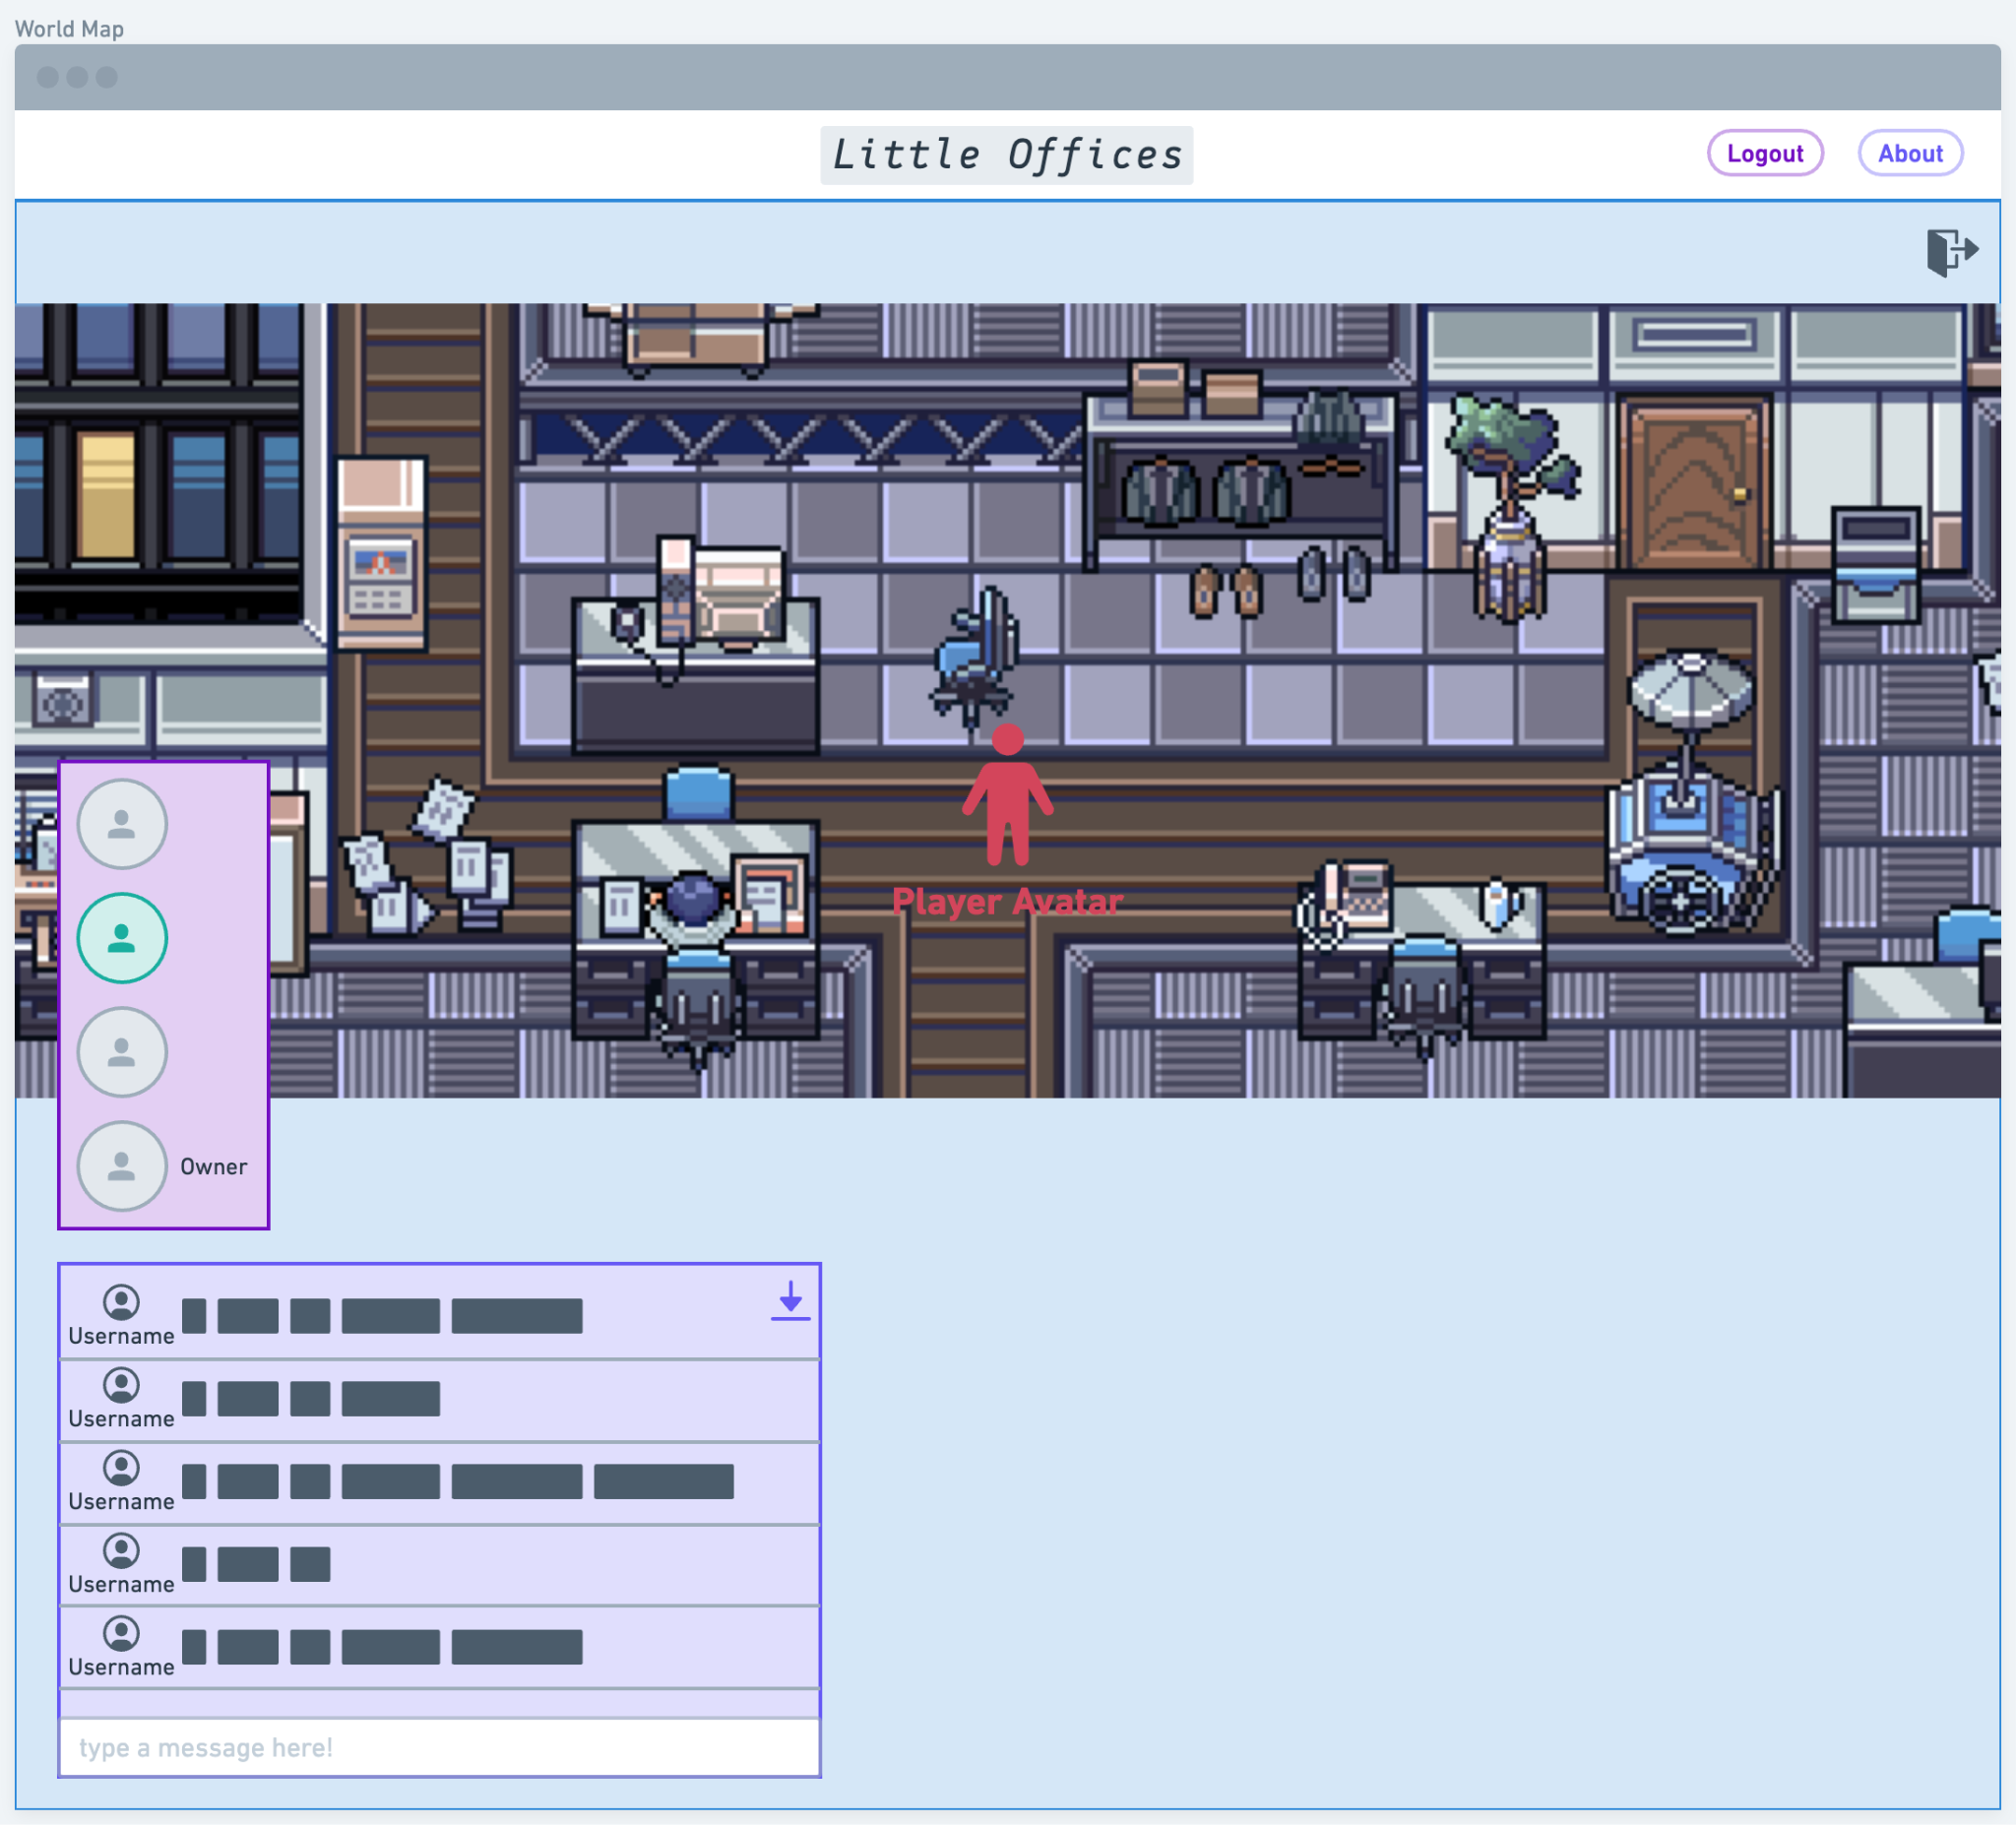 World Map
Little Offices
Logout
About
Player Avatar
Owner
Username
Username
Username
Username
Username
type a message here!